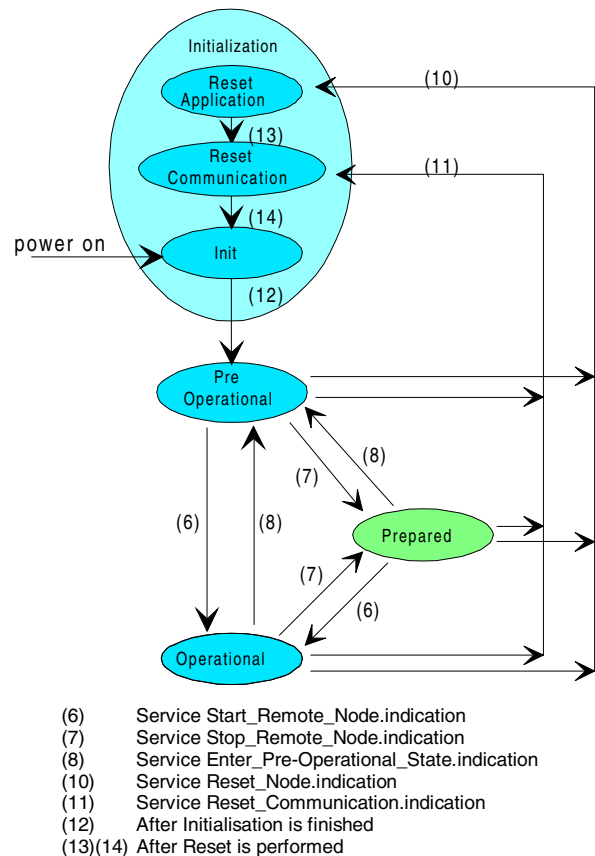 Initialization
Reset
Application
(10)
(13)
Reset
Communication
(11)
(14)
power on
Init
(12)
Pre
Operational
(8)
(7)
(6)
(8)
Prepared
(7)
(6)
Operational
(6) Service Start_Remote_Node.indication
(7) Service Stop_Remote_Node.indication
(8) Service Enter_Pre-Operational_State.indication
(10) Service Reset_Node.indication
(11) Service Reset_Communication.indication
(12) After Initialisation is finished
(13)(14) After Reset is performed